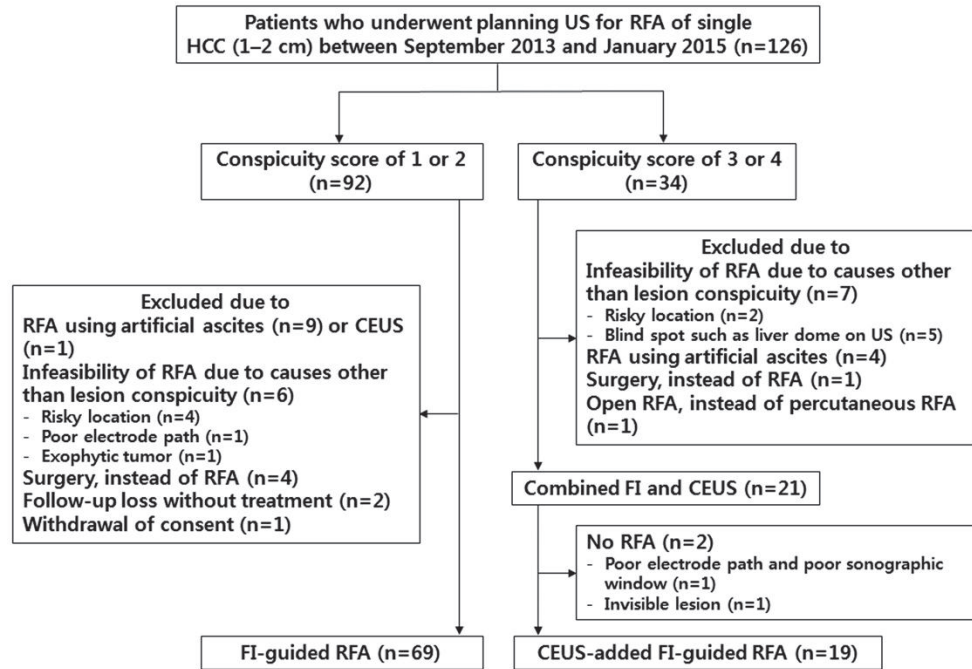 Patients who underwent planning US for RFA of single
HCC (1–2 cm) between September 2013 and January 2015 (n=126)
Conspicuity score of 1 or 2
(n=92)
Conspicuity score of 3 or 4
(n=34)
Excluded due to
RFA using artificial ascites (n=9) or CEUS
(n=1)
Infeasibility of RFA due to causes other
than lesion conspicuity (n=6)
- Risky location (n=4)
- Poor electrode path (n=1)
- Exophytic tumor (n=1)
Surgery, instead of RFA (n=4)
Follow-up loss without treatment (n=2)
Withdrawal of consent (n=1)
Excluded due to
Infeasibility of RFA due to causes other
than lesion conspicuity (n=7)
- Risky location (n=2)
- Blind spot such as liver dome on US (n=5)
RFA using artificial ascites (n=4)
Surgery, instead of RFA (n=1)
Open RFA, instead of percutaneous RFA
(n=1)
Combined FI and CEUS (n=21)
No RFA (n=2)
- Poor electrode path and poor sonographic
window (n=1)
- Invisible lesion (n=1)
FI-guided RFA (n=69)
CEUS-added FI-guided RFA (n=19)